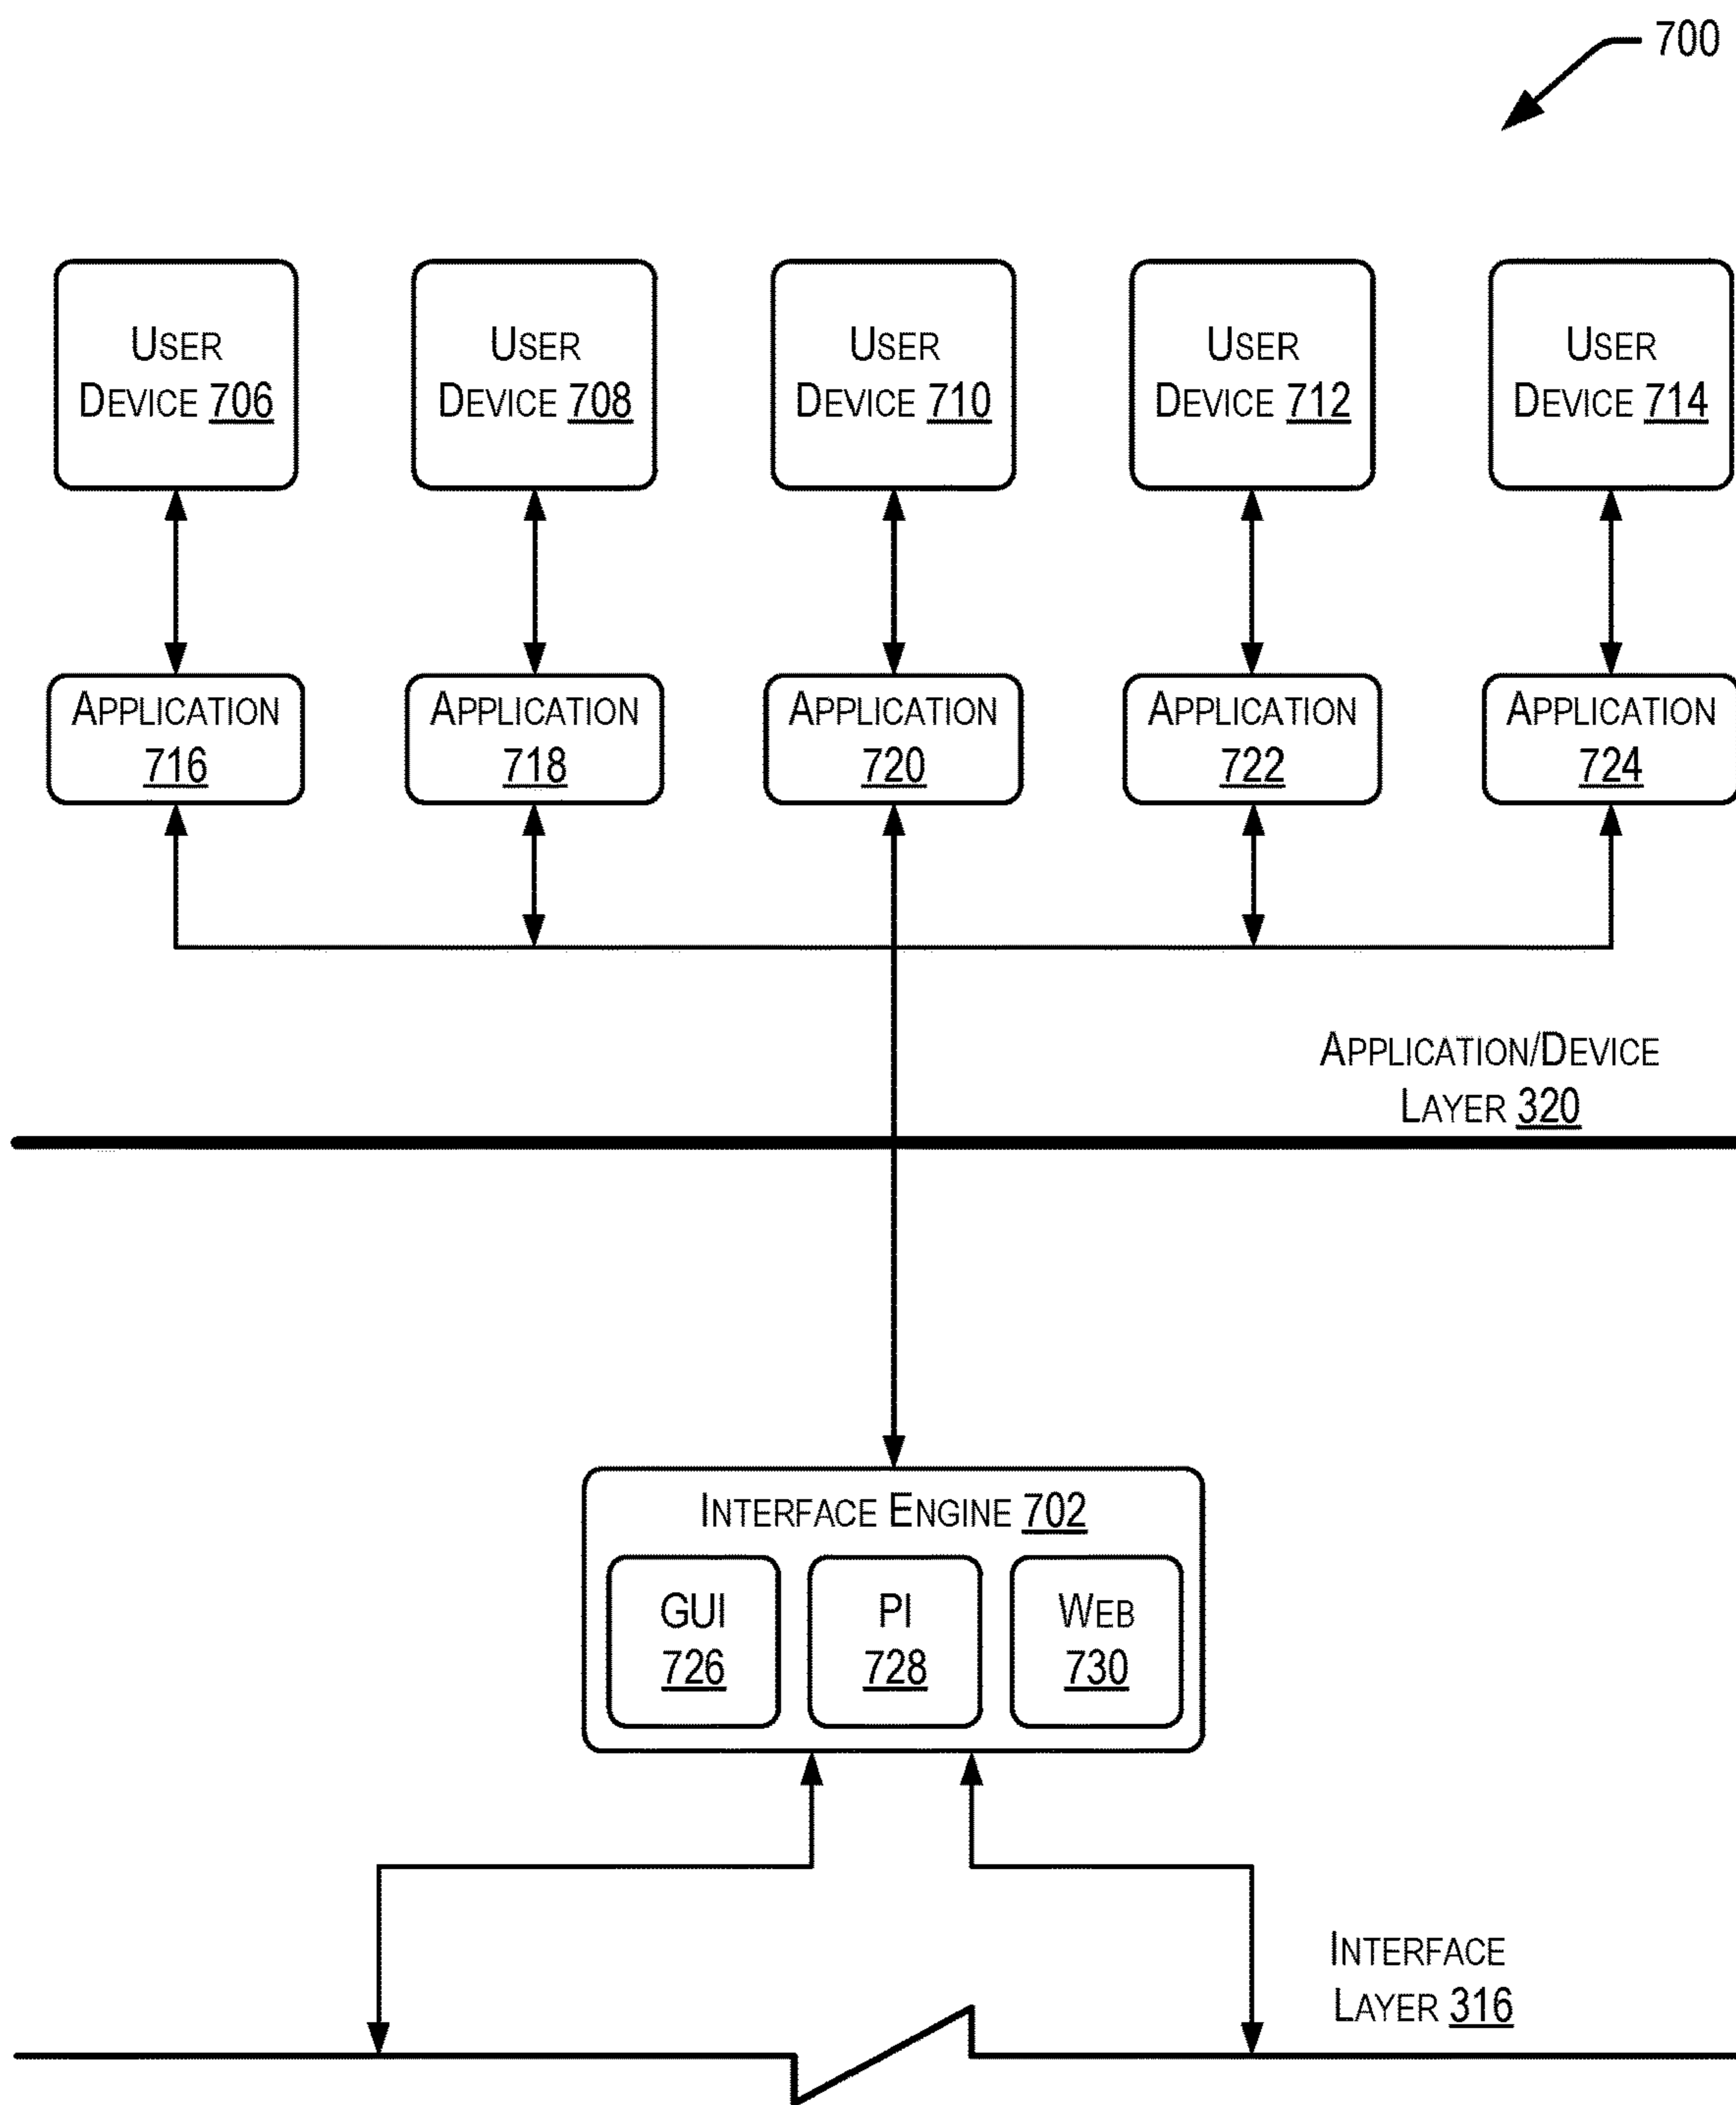 700
USER USER USER USER USER
DEVICE 706 DEVICE 708 DEVICE 710 DEVICE 712 DEVICE 714
APPLICATION APPLICATION APPLICATION APPLICATION APPLICATION
716 718 720 722 724
APPLICATION/DEVICE
LAYER 320
INTERFACE ENGINE 702
GUI PI WEB
726 728 730
INTERFACE
LAYER 316